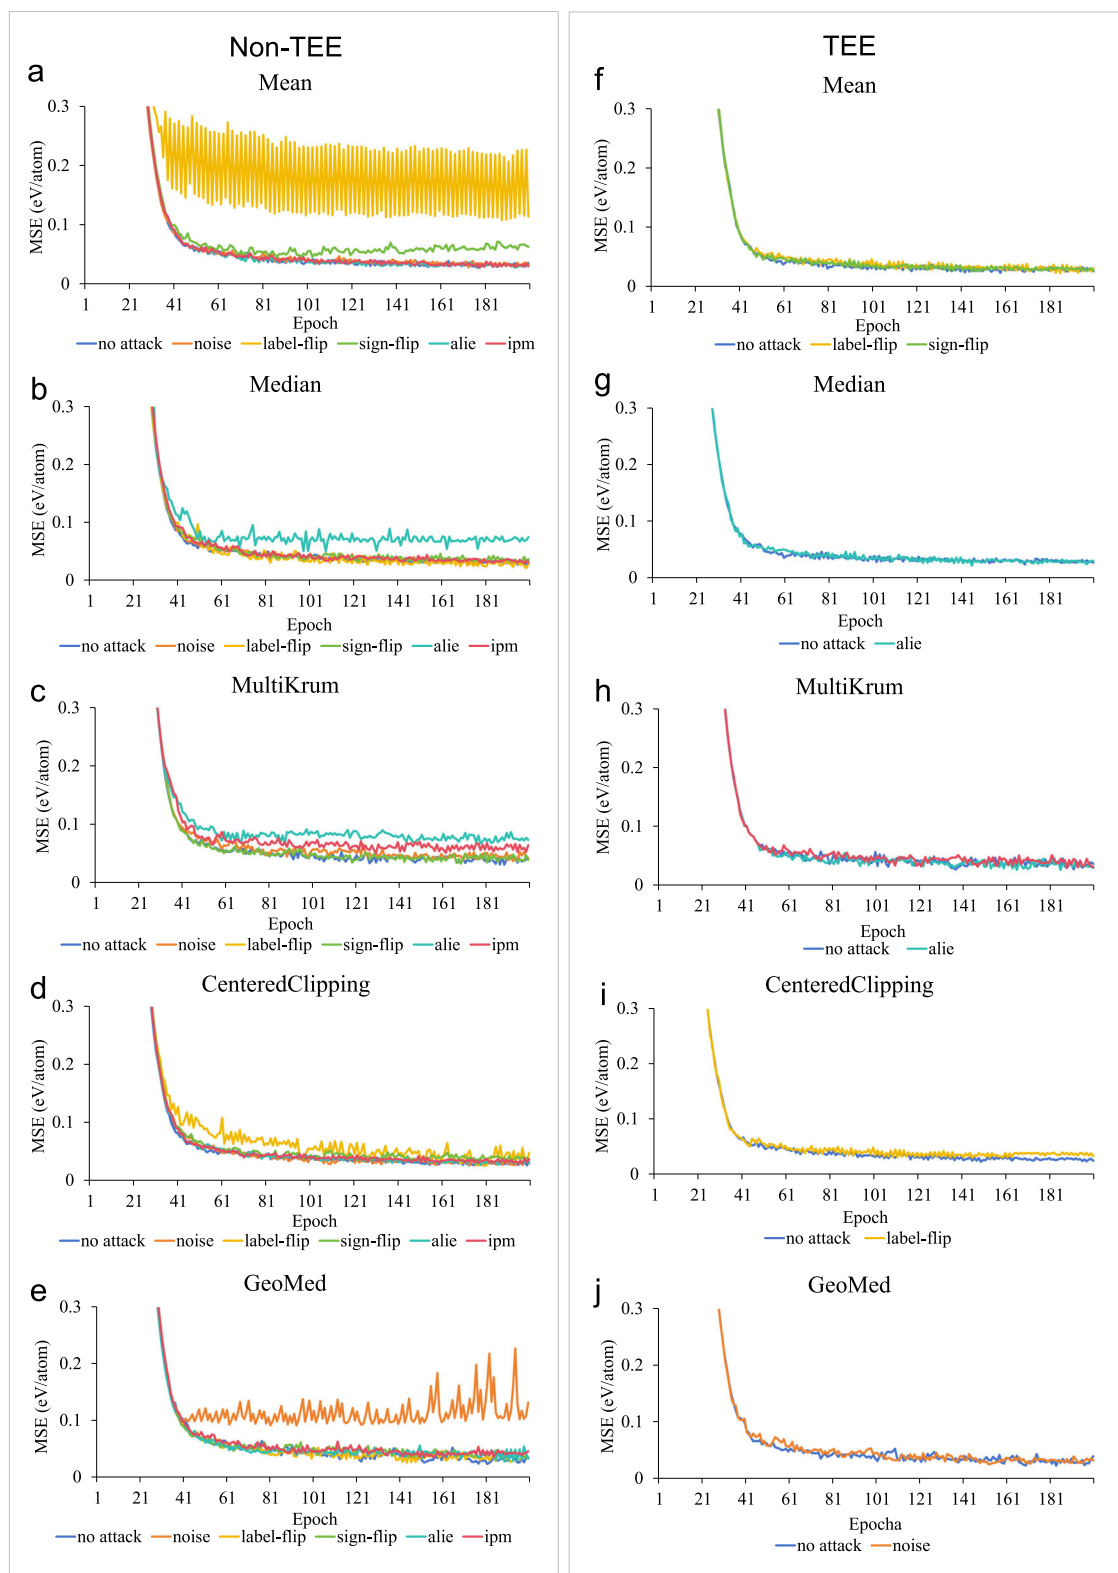 Non-TEE
a
Mean
0.3
0.2
0.1
0
MSE (eV/atom)
1 21 41 61 81 101 121 141 161 181
Epoch
no attack noise label-flip sign-flip alie ipm
b
Median
0.3
0.2
0.1
0
MSE (eV/atom)
1 21 41 61 81 101 121 141 161 181
Epoch
no attack noise label-flip sign-flip alie ipm
c
MultiKrum
0.3
0.2
0.1
0
MSE (eV/atom)
1 21 41 61 81 101 121 141 161 181
Epoch
no attack noise label-flip sign-flip alie ipm
d
CenteredClipping
0.3
0.2
0.1
0
MSE (eV/atom)
1 21 41 61 81 101 121 141 161 181
Epoch
no attack noise label-flip sign-flip alie ipm
e
GeoMed
0.3
0.2
0.1
0
MSE (eV/atom)
1 21 41 61 81 101 121 141 161 181
Epoch
no attack noise label-flip sign-flip alie ipm
TEE
f
Mean
0.3
0.2
0.1
0
MSE (eV/atom)
1 21 41 61 81 101 121 141 161 181
Epoch
no attack label-flip sign-flip
g
Median
0.3
0.2
0.1
0
MSE (eV/atom)
1 21 41 61 81 101 121 141 161 181
Epoch
no attack alie
h
MultiKrum
0.3
0.2
0.1
0
MSE (eV/atom)
1 21 41 61 81 101 121 141 161 181
Epoch
no attack alie
i
CenteredClipping
0.3
0.2
0.1
0
MSE (eV/atom)
1 21 41 61 81 101 121 141 161 181
Epoch
no attack label-flip
j
GeoMed
0.3
0.2
0.1
0
MSE (eV/atom)
1 21 41 61 81 101 121 141 161 181
Epocha
no attack noise